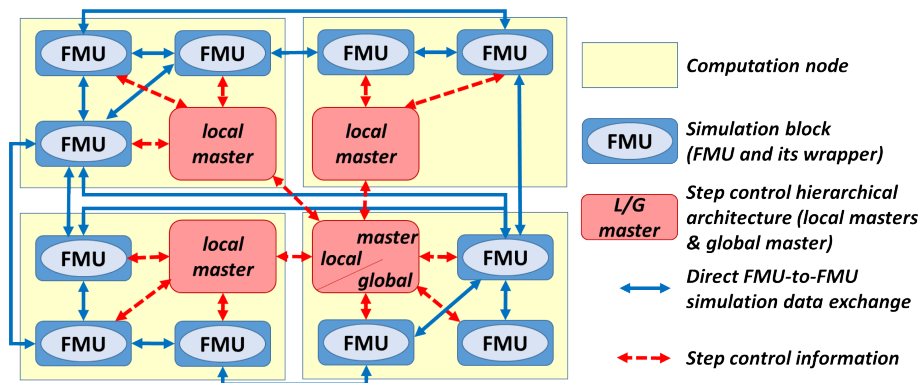 FMU
FMU
FMU
FMU
Computation node
local
master
local
master
FMU
FMU
Simulation block
(FMU and its wrapper)
L/G
master
Step control hierarchical
architecture (local masters
& global master)
FMU
local
master
master
local
global
FMU
Direct FMU-to-FMU
simulation data exchange
FMU
FMU
FMU
FMU
Step control information